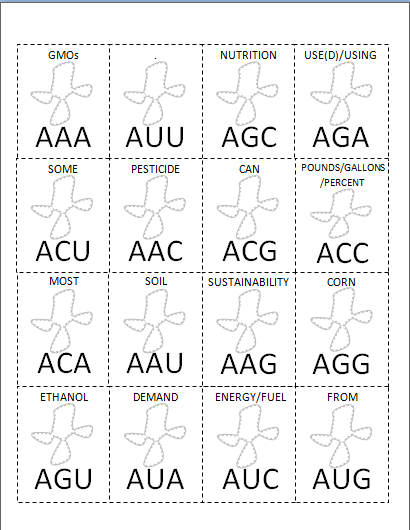 GMOs . NUTRITION USE(D)/USING
AAA AUU AGC AGA
SOME PESTICIDE CAN POUNDS/GALLONS
/PERCENT
ACU AAC ACG ACC
MOST SOIL SUSTAINABILITY CORN
ACA AAU AAG AGG
ETHANOL DEMAND ENERGY/FUEL FROM
AGU AUA AUC AUG